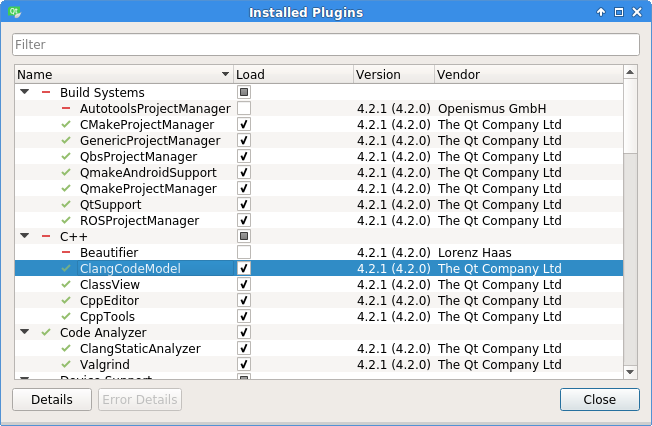 Installed Plugins
Filter
Name Load Version Vendor
Build Systems
AutotoolsProjectManager 4.2.1 (4.2.0) Openismus GmbH
CMakeProjectManager 4.2.1 (4.2.0) The Qt Company Ltd
GenericProjectManager 4.2.1 (4.2.0) The Qt Company Ltd
QbsProjectManager 4.2.1 (4.2.0) The Qt Company Ltd
QmakeAndroidSupport 4.2.1 (4.2.0) The Qt Company Ltd
QmakeProjectManager 4.2.1 (4.2.0) The Qt Company Ltd
QtSupport 4.2.1 (4.2.0) The Qt Company Ltd
ROSProjectManager 4.2.1 (4.2.0) The Qt Company Ltd
C++
Beautifier 4.2.1 (4.2.0) Lorenz Haas
ClangCodeModel 4.2.1 (4.2.0) The Qt Company Ltd
ClassView 4.2.1 (4.2.0) The Qt Company Ltd
CppEditor 4.2.1 (4.2.0) The Qt Company Ltd
CppTools 4.2.1 (4.2.0) The Qt Company Ltd
Code Analyzer
ClangStaticAnalyzer 4.2.1 (4.2.0) The Qt Company Ltd
Valgrind 4.2.1 (4.2.0) The Qt Company Ltd
Device Support
Details Error Details Close